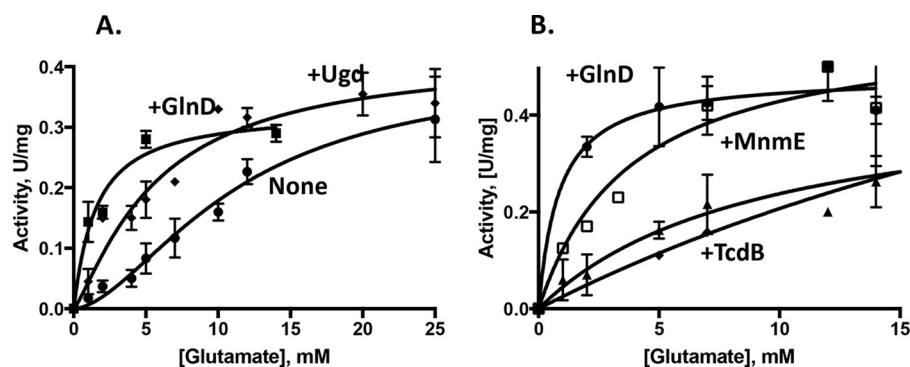 A.
Activity, U/mg
0.4
0.3
0.2
0.1
0.0
+GlnD
+Ugd
None
0
5
10
15
20
25
[Glutamate], mM
B.
Activity, [U/mg]
0.4
0.2
0.0
+GlnD
+MnmE
+TcdB
0
5
10
15
[Glutamate], mM